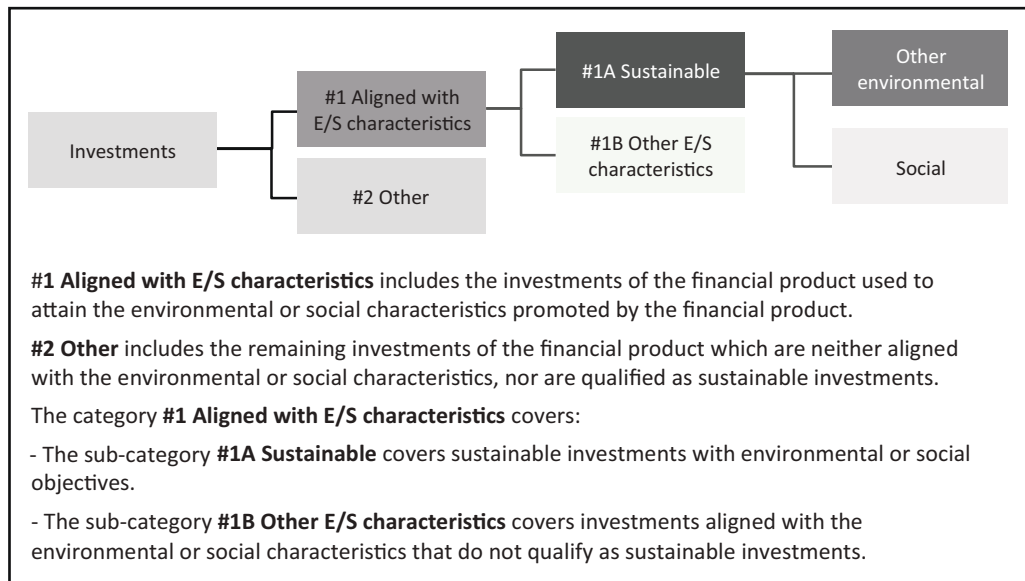 #1A Sustainable
Other
environmental
#1 Aligned with
E/S characteristics
Investments
#1B Other E/S
characteristics
Social
#2 Other
#1 Aligned with E/S characteristics includes the investments of the financial product used to
attain the environmental or social characteristics promoted by the financial product.
#2 Other includes the remaining investments of the financial product which are neither aligned
with the environmental or social characteristics, nor are qualified as sustainable investments.
The category #1 Aligned with E/S characteristics covers:
- The sub-category #1A Sustainable covers sustainable investments with environmental or social
objectives.
- The sub-category #1B Other E/S characteristics covers investments aligned with the
environmental or social characteristics that do not qualify as sustainable investments.